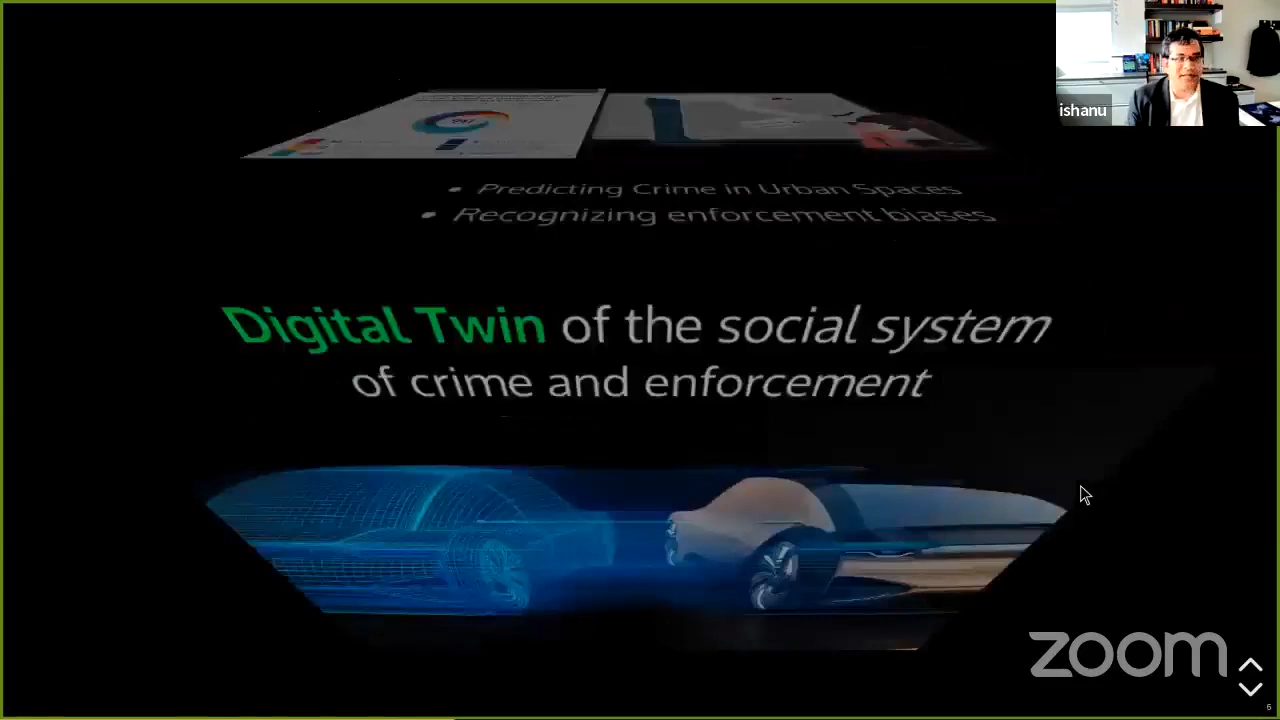 ishanu
• Predicting Crime in Urban Spaces
• Recognizing enforcement biases
Digital Twin of the social system
of crime and enforcement
zoom
6